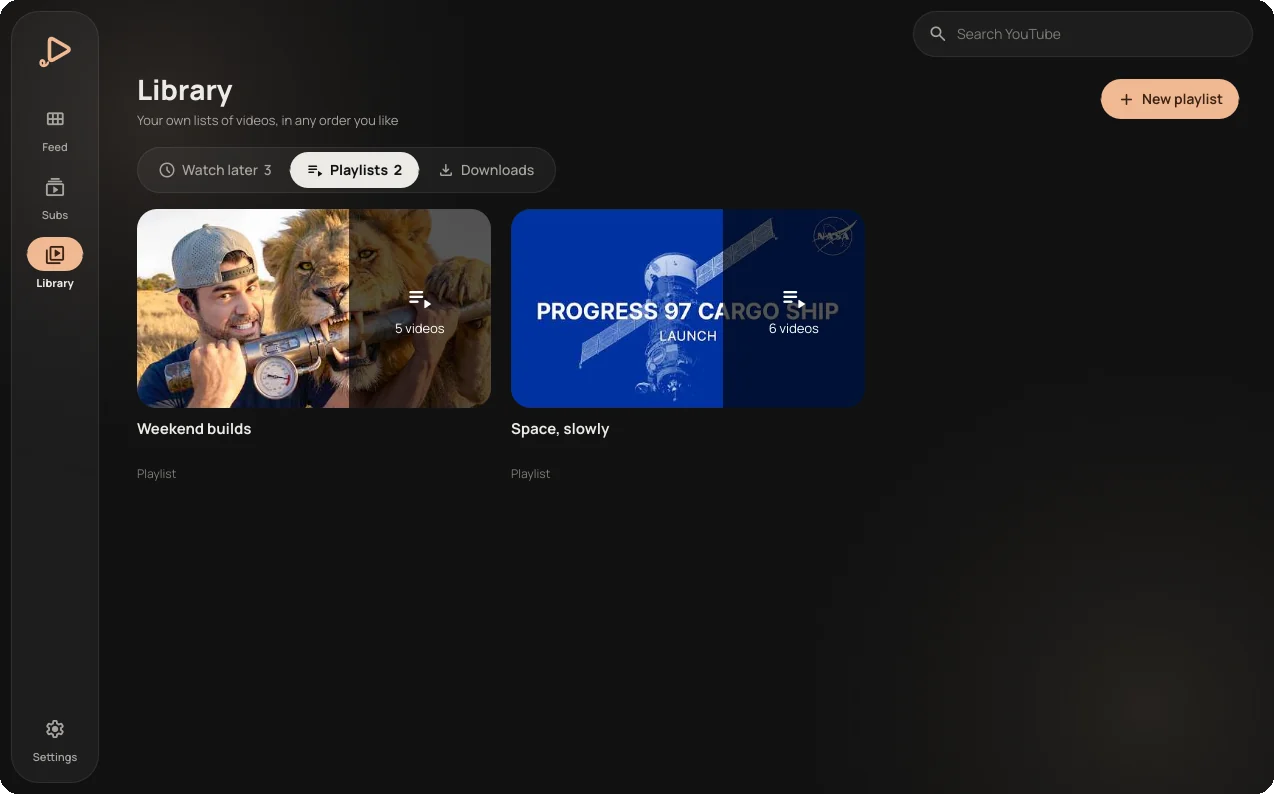 Search YouTube
Library
Your own lists of videos, in any order you like
New playlist
Feed
Subs
Library
Watch later 3
Playlists 2
Downloads
5 videos
NASA
PROGRESS 97 CARGO SHIP
LAUNCH
6 videos
Weekend builds
Space, slowly
Playlist
Playlist
Settings